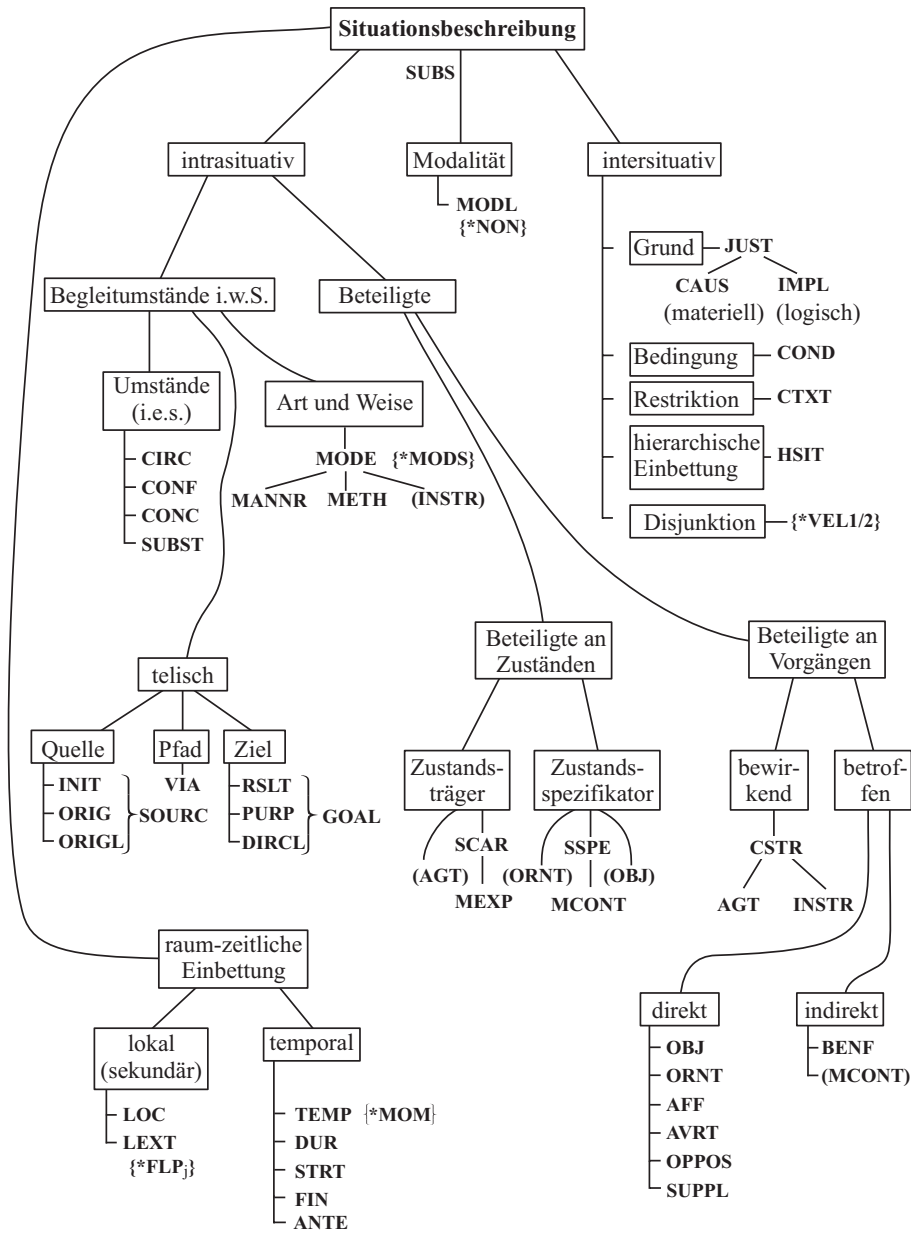 Situationsbeschreibung
SUBS
intrasituativ
Modalität
intersituativ
MODL
{*NON}
Grund
JUST
CAUS
IMPL
(materiell)
(logisch)
Begleitumstände i.w.S.
Beteiligte
Bedingung
COND
Umstände
(i.e.s.)
Art und Weise
Restriktion
CTXT
hierarchische
Einbettung
HSIT
CIRC
CONF
CONC
SUBST
MODE {*MODS}
MANNR
METH
(INSTR)
Disjunktion
{*VEL1/2}
Beteiligte an
Zuständen
Beteiligte an
Vorgängen
telisch
Quelle
Pfad
Ziel
INIT
ORIG
ORIGL
SOURC
VIA
RSLT
PURP
DIRCL
GOAL
Zustands-
träger
Zustands-
spezifikator
bewir-
kend
betrof-
fen
SCAR
(AGT)
MEXP
SSPE
(ORNT)
(OBJ)
MCONT
CSTR
AGT
INSTR
raum-zeitliche
Einbettung
lokal
(sekundär)
temporal
direkt
indirekt
LOC
LEXT
{*FLPj}
TEMP {*MOM}
DUR
STRT
FIN
ANTE
OBJ
ORNT
AFF
AVRT
OPPOS
SUPPL
BENF
(MCONT)